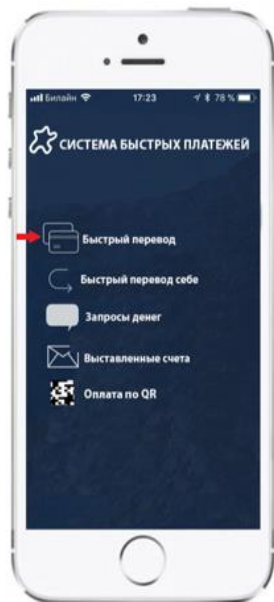 Билайн 17:23 78 %
СИСТЕМА БЫСТРЫХ ПЛАТЕЖЕЙ
Быстрый перевод
Быстрый перевод себе
Запросы денег
Выставленные счета
Оплата по QR